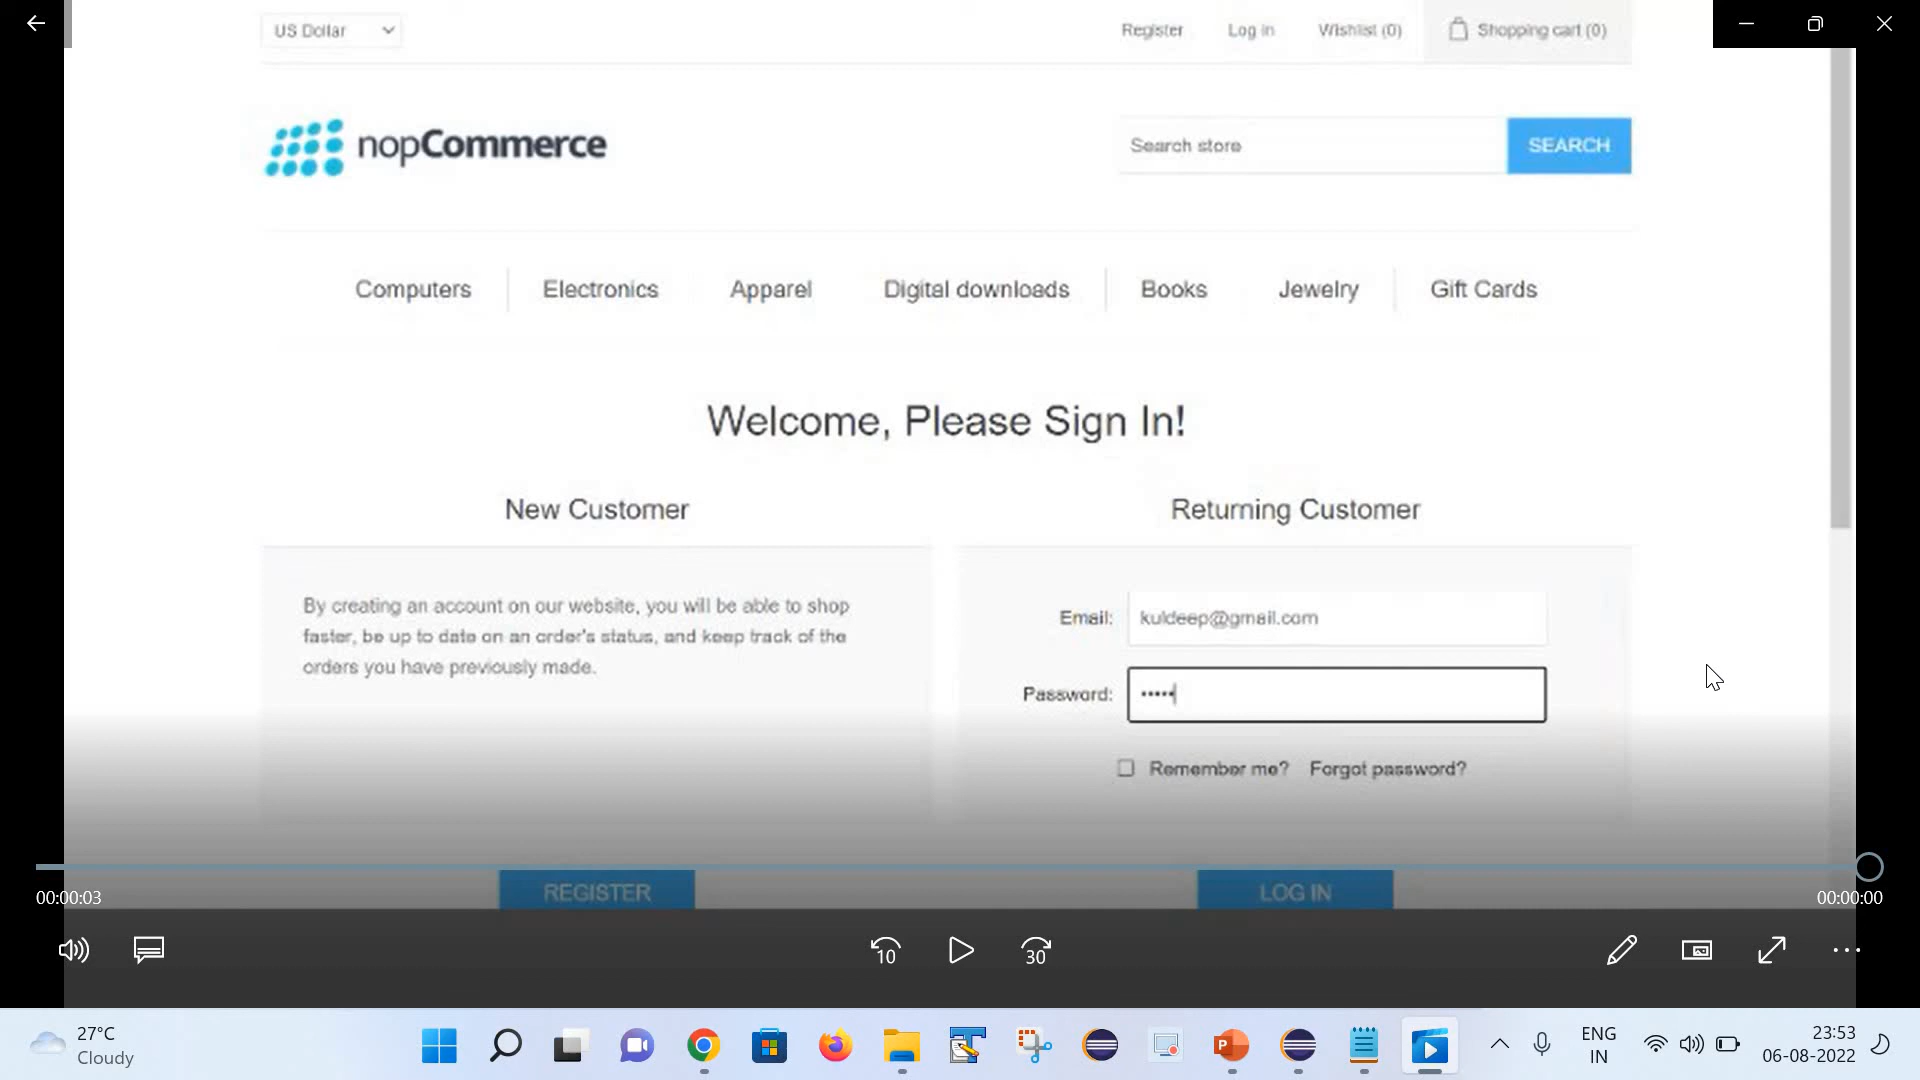 US Dollar
Register
Log in
Wishlist (0)
Shopping cart (0)
nopCommerce
Search store
SEARCH
Computers
Electronics
Apparel
Digital downloads
Books
Jewelry
Gift Cards
Welcome, Please Sign In!
New Customer
Returning Customer
By creating an account on our website, you will be able to shop
faster, be up to date on an order's status, and keep track of the
orders you have previously made.
Email:
kuldeep@gmail.com
Password:
•••••
Remember me?
Forgot password?
00:00:03
REGISTER
LOG IN
00:00:00
10
30
27°C
Cloudy
ENG
IN
23:53
06-08-2022